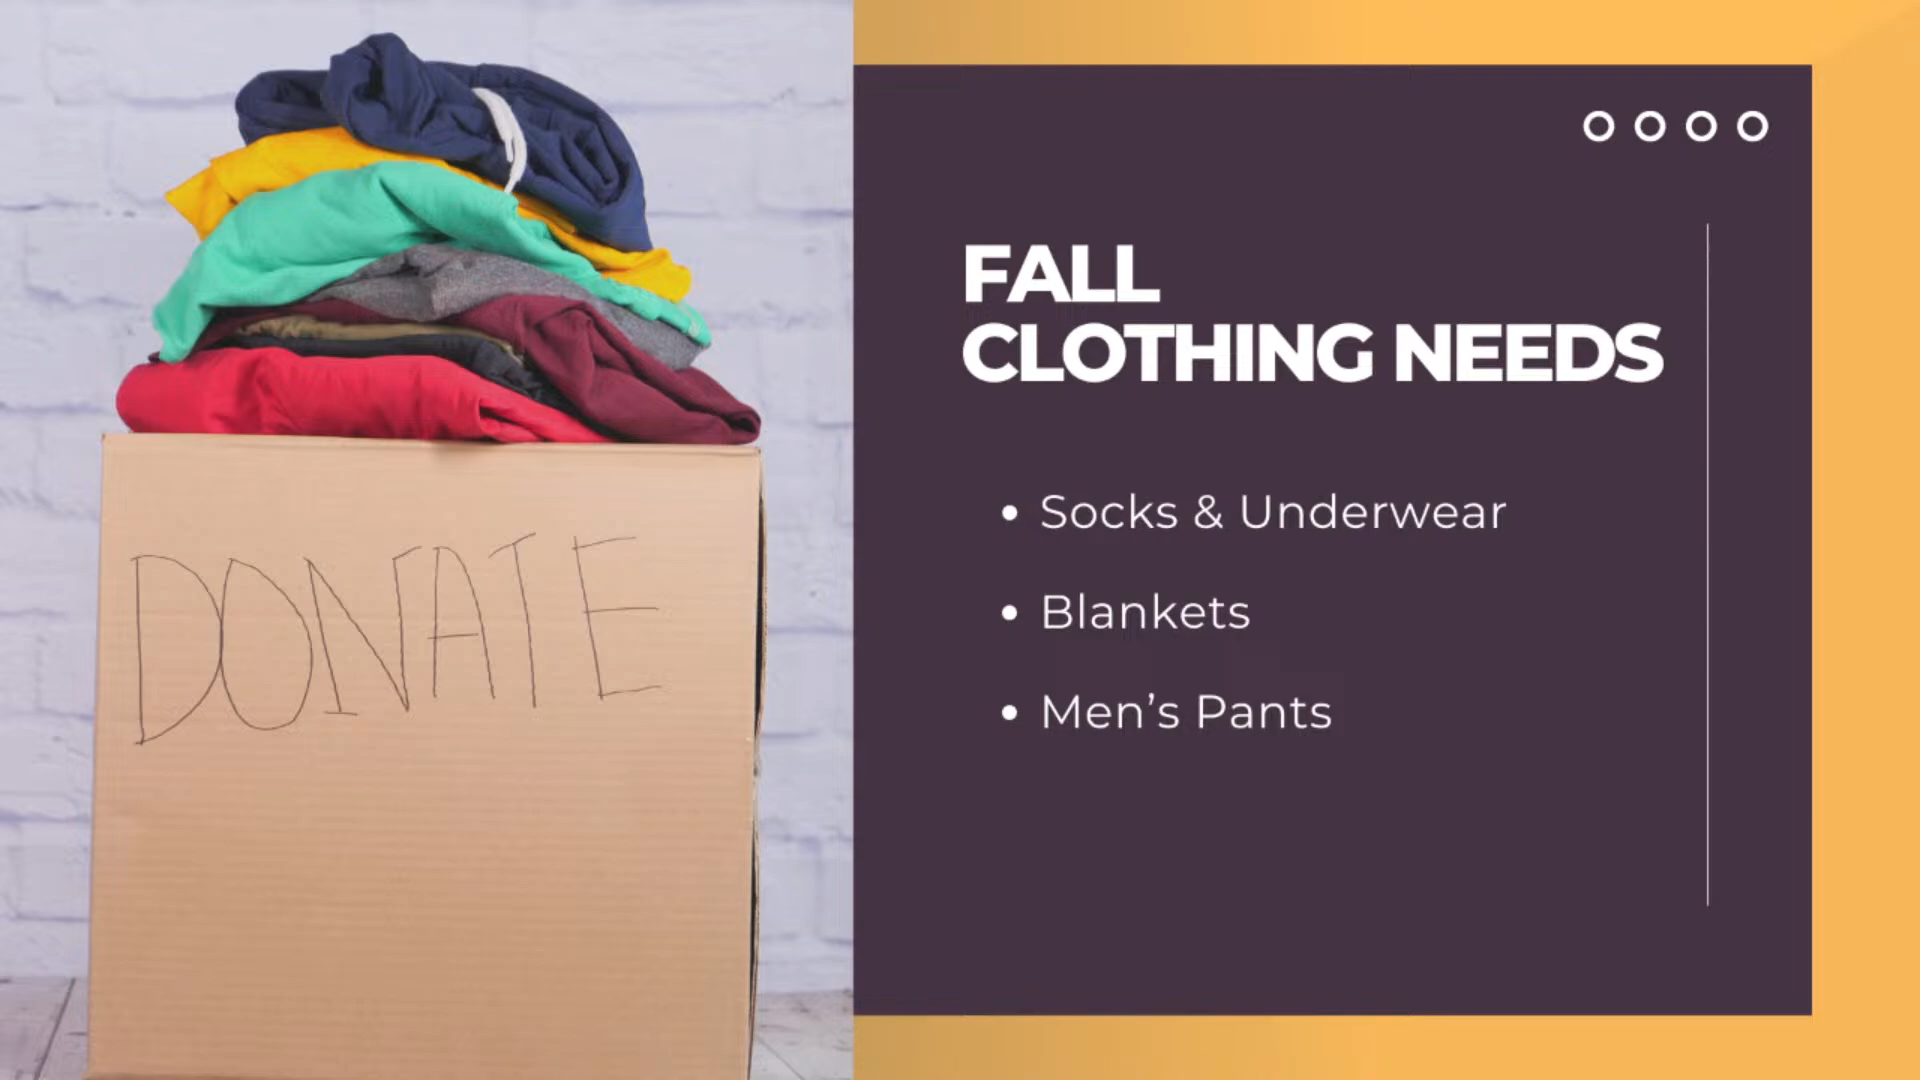 DONATE
FALL
CLOTHING NEEDS
Socks & Underwear
Blankets
Men’s Pants